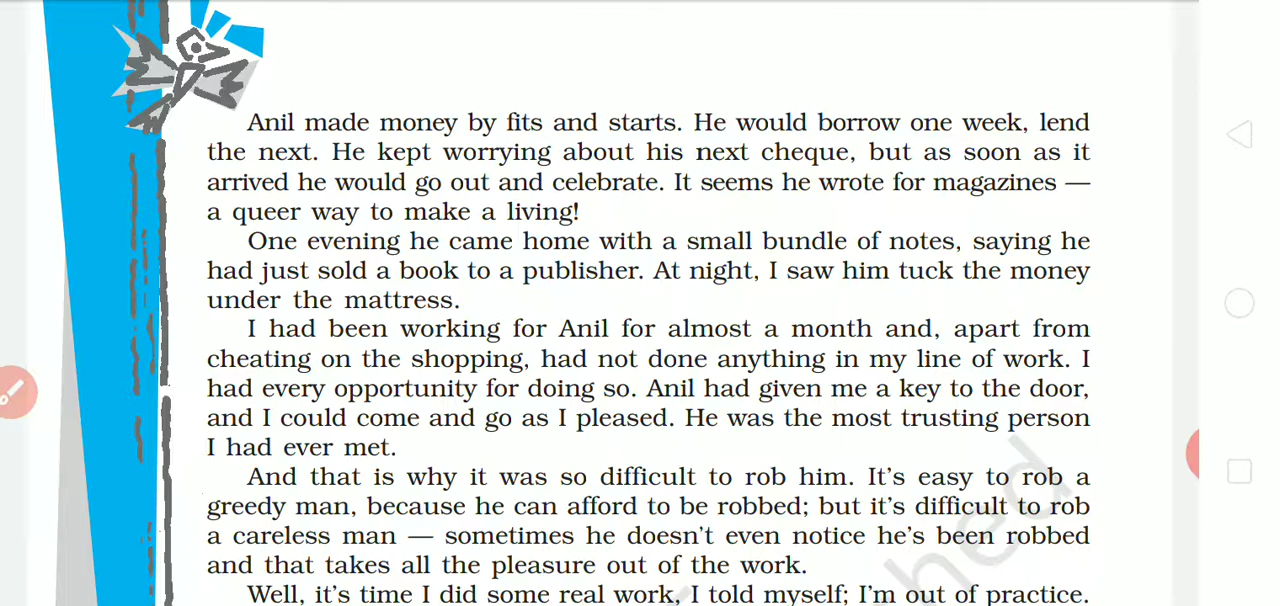 Anil made money by fits and starts. He would borrow one week, lend
the next. He kept worrying about his next cheque, but as soon as it
arrived he would go out and celebrate. It seems he wrote for magazines —
a queer way to make a living!
One evening he came home with a small bundle of notes, saying he
had just sold a book to a publisher. At night, I saw him tuck the money
under the mattress.
I had been working for Anil for almost a month and, apart from
cheating on the shopping, had not done anything in my line of work. I
had every opportunity for doing so. Anil had given me a key to the door,
and I could come and go as I pleased. He was the most trusting person
I had ever met.
And that is why it was so difficult to rob him. It's easy to rob a
greedy man, because he can afford to be robbed; but it's difficult to rob
a careless man — sometimes he doesn't even notice he's been robbed
and that takes all the pleasure out of the work.
Well, it's time I did some real work, I told myself; I'm out of practice.